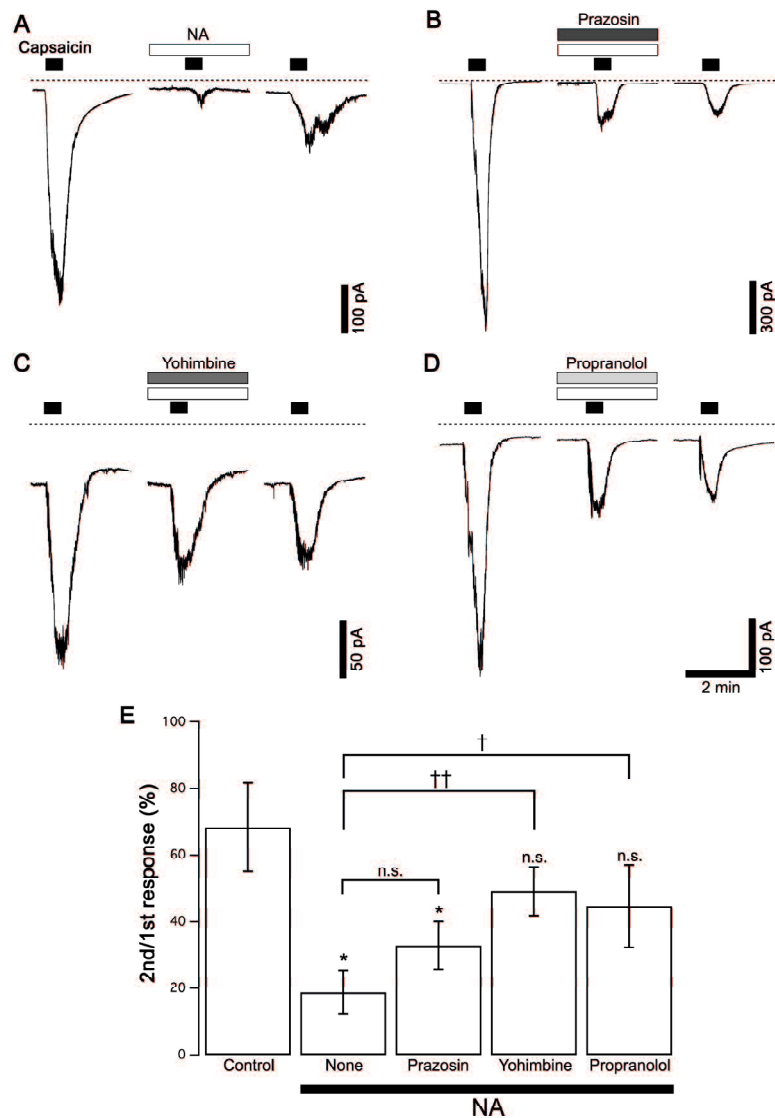 A
NA
Capsaicin
100 pA
B
Prazosin
300 pA
C
Yohimbine
50 pA
D
Propranolol
100 pA
2 min
E
2nd/1st response (%)
100
80
60
40
20
0
†
††
n.s.
n.s.
n.s.
*
*
Control None Prazosin Yohimbine Propranolol
NA